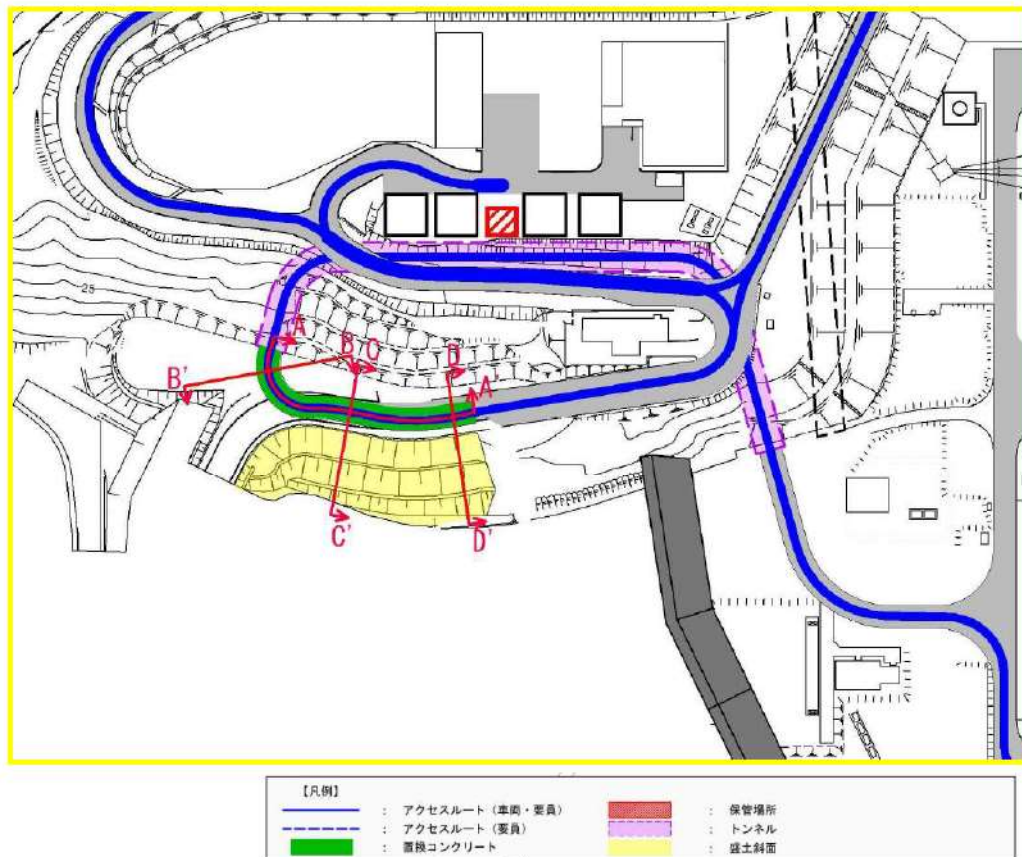 25
A
B
C
D
B'
A'
C'
D'
【凡例】
: アクセスルート(車両・要員)
: 保管場所
: アクセスルート(要員)
: トンネル
: 置換コンクリート
: 盛土斜面